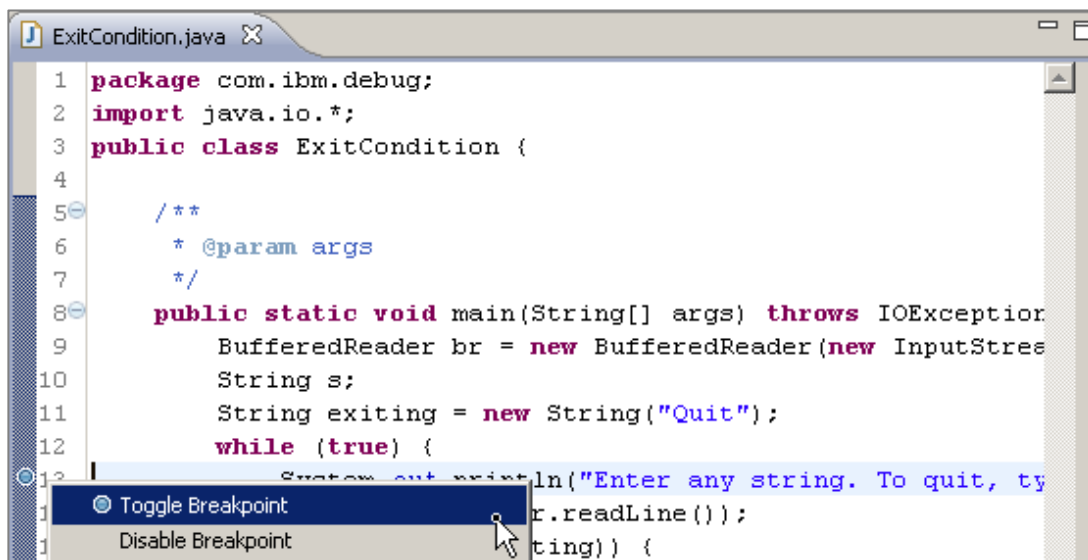 ExitCondition.java
1 package com.ibm.debug;
2 import java.io.*;
3 public class ExitCondition {
4
5 /**
6 * @param args
7 */
8 public static void main(String[] args) throws IOException
9 BufferedReader br = new BufferedReader(new InputStrea
10 String s;
11 String exiting = new String("Quit");
12 while (true) {
13 System.out.println("Enter any string. To quit, ty
Toggle Breakpoint r.readLine());
Disable Breakpoint ting)) {